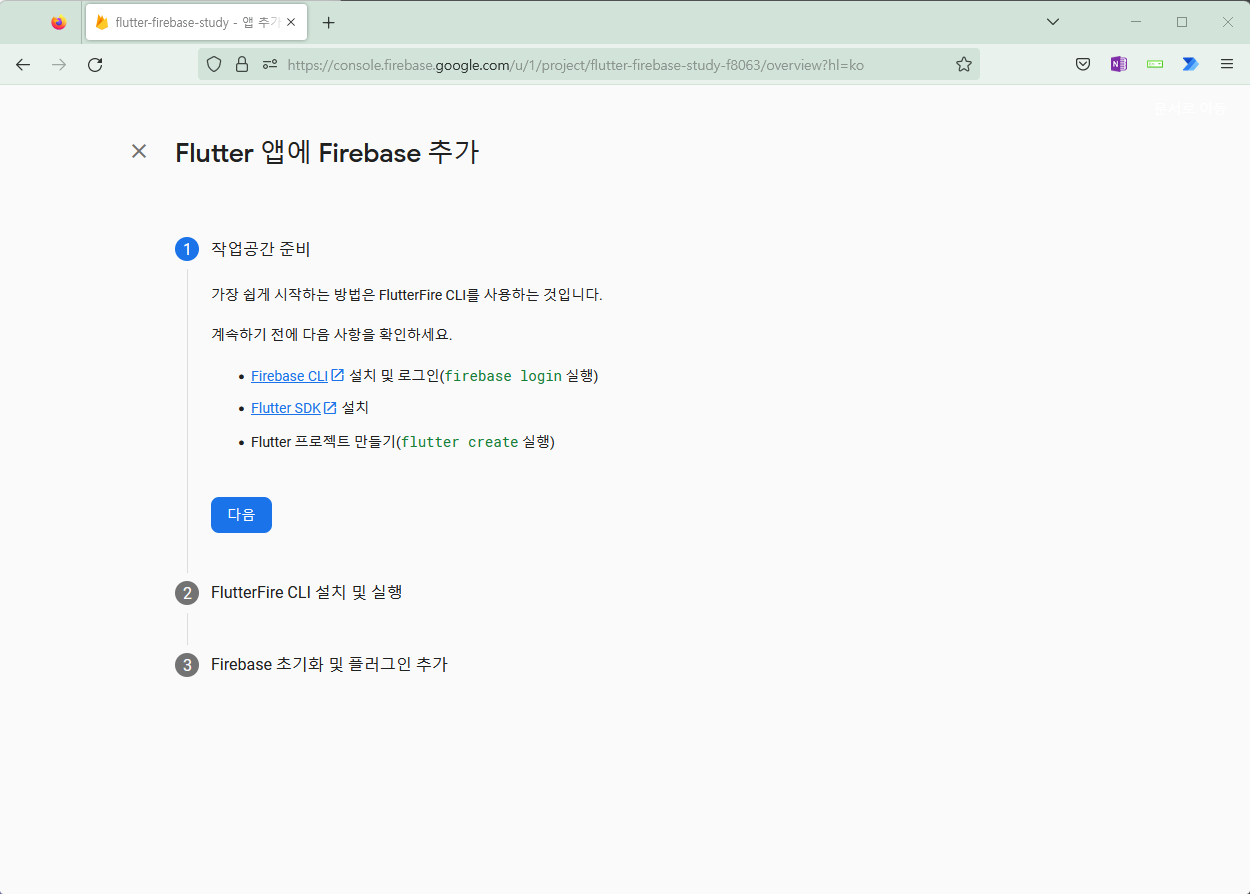 flutter-firebase-study - 앱 추가
https://console.firebase.google.com/u/1/project/flutter-firebase-study-f8063/overview?hl=ko
문서로 이동
Flutter 앱에 Firebase 추가
1 작업공간 준비
가장 쉽게 시작하는 방법은 FlutterFire CLI를 사용하는 것입니다.
계속하기 전에 다음 사항을 확인하세요.
• Firebase CLI 설치 및 로그인(firebase login 실행)
• Flutter SDK 설치
• Flutter 프로젝트 만들기(flutter create 실행)
다음
2 FlutterFire CLI 설치 및 실행
3 Firebase 초기화 및 플러그인 추가